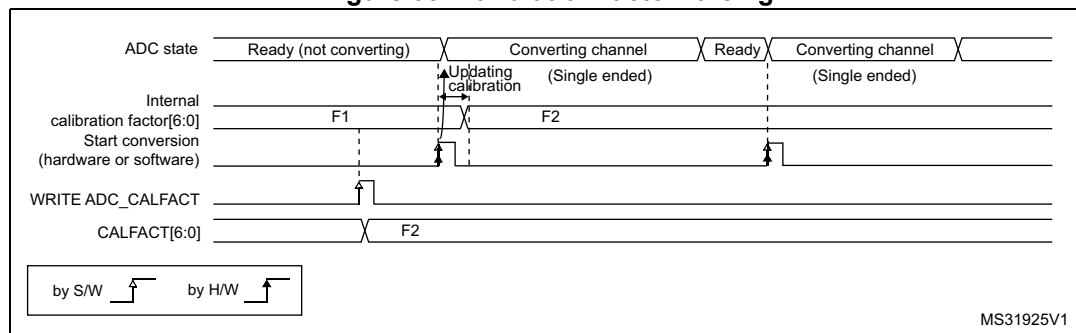 ADC state Ready (not converting) Converting channel Ready Converting channel
Updating (Single ended) (Single ended)
calibration
Internal
calibration factor[6:0] F1 F2
Start conversion
(hardware or software)
WRITE ADC_CALFACT
CALFACT[6:0] F2
by S/W by H/W
MS31925V1